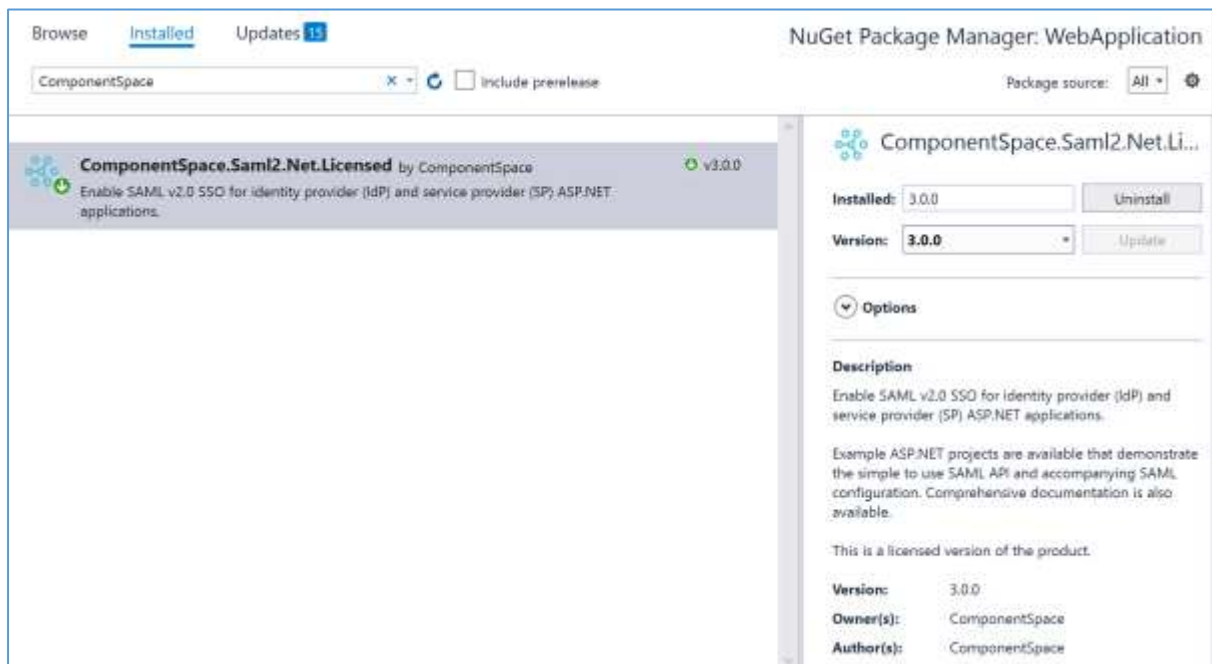 Browse Installed Updates 15
NuGet Package Manager: WebApplication
ComponentSpace
Include prerelease
Package source: All
ComponentSpace.Saml2.Net.Licensed by ComponentSpace v3.0.0
Enable SAML v2.0 SSO for identity provider (IdP) and service provider (SP) ASP.NET
applications.
ComponentSpace.Saml2.Net.Li...
Installed: 3.0.0 Uninstall
Version: 3.0.0 Update
Options
Description
Enable SAML v2.0 SSO for identity provider (IdP) and
service provider (SP) ASP.NET applications.
Example ASP.NET projects are available that demonstrate
the simple to use SAML API and accompanying SAML
configuration. Comprehensive documentation is also
available.
This is a licensed version of the product.
Version: 3.0.0
Owner(s): ComponentSpace
Author(s): ComponentSpace